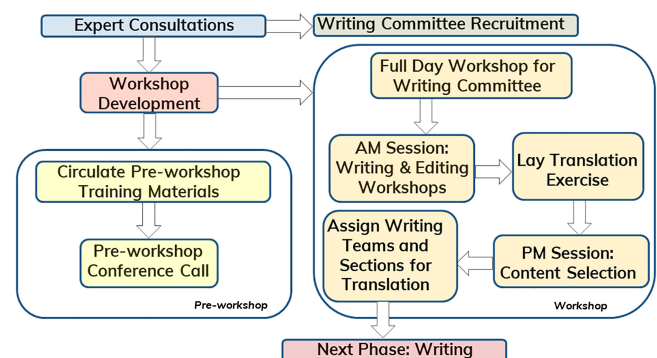 Expert Consultations
Writing Committee Recruitment
Workshop
Development
Circulate Pre-workshop
Training Materials
Pre-workshop
Conference Call
Pre-workshop
Full Day Workshop for
Writing Committee
AM Session:
Writing & Editing
Workshops
Lay Translation
Exercise
PM Session:
Content Selection
Assign Writing
Teams and
Sections for
Translation
Workshop
Next Phase: Writing